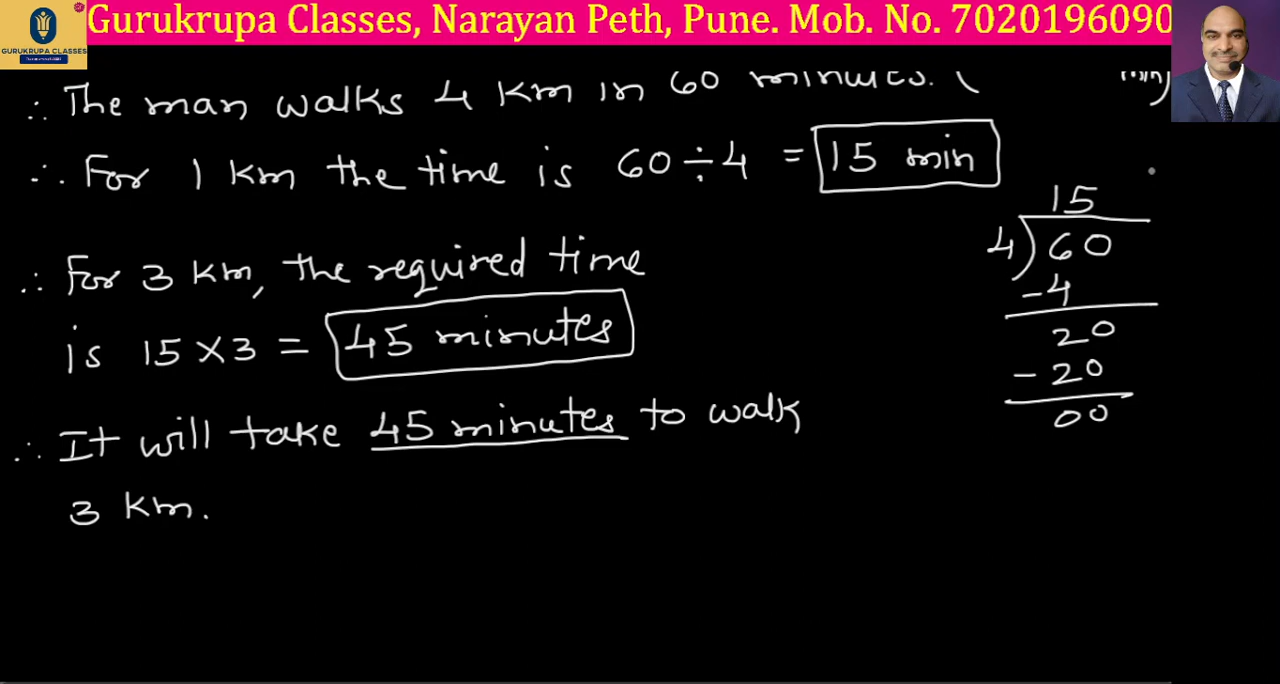 Gurukrupa Classes, Narayan Peth, Pune. Mob. No. 7020196090
GURUKRUPA CLASSES
∴ The man walks 4 km in 60 minutes. (
∴ For 1 km the time is 60 ÷ 4 = 15 min
15
4) 60
- 4
20
- 20
00
∴ For 3 km, the required time
is 15 × 3 = 45 minutes
∴ It will take 45 minutes to walk
3 km.